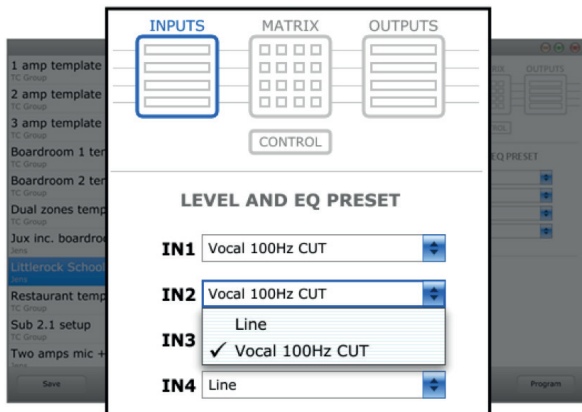 INPUTS MATRIX OUTPUTS
CONTROL
LEVEL AND EQ PRESET
IN1 Vocal 100Hz CUT
IN2 Vocal 100Hz CUT
Line
✓ Vocal 100Hz CUT
IN3
IN4 Line
1 amp template
TC Group
2 amp template
TC Group
3 amp template
TC Group
Boardroom 1 ter
TC Group
Boardroom 2 ter
TC Group
Dual zones temp
TC Group
Jux inc. boardroo
Jens
Littlerock School
Jens
Restaurant temp
TC Group
Sub 2.1 setup
TC Group
Two amps mic +
Save
OUTPUTS
EQ PRESET
Program